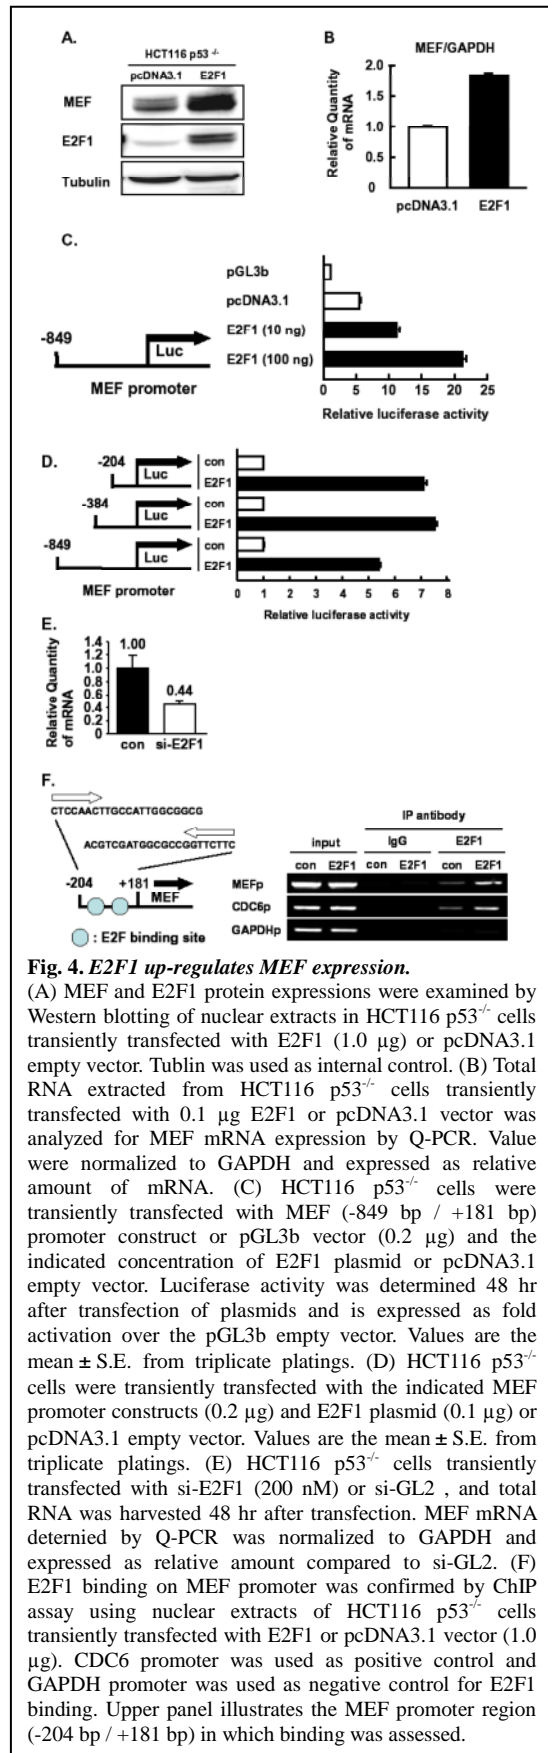 A.
HCT116 p53 -/-
pcDNA3.1 E2F1
MEF
E2F1
Tubulin
B
MEF/GAPDH
Relative Quantity
of mRNA
2.0
1.5
1.0
0.5
0
pcDNA3.1 E2F1
C.
-849
Luc
MEF promoter
pGL3b
pcDNA3.1
E2F1 (10 ng)
E2F1 (100 ng)
0 5 10 15 20 25
Relative luciferase activity
D.
-204
Luc
con
E2F1
-384
Luc
con
E2F1
-849
Luc
con
E2F1
MEF promoter
0 1 2 3 4 5 6 7 8
Relative luciferase activity
E.
Relative Quantity
of mRNA
1.4
1.2
1.0
0.8
0.6
0.4
0.2
0
1.00
0.44
con si-E2F1
F.
CTCCAACTTGCCATTGGCGGCG
ACGTCGATGGCGCCGGTTCTTC
-204 +181
MEF
: E2F binding site
IP antibody
input IgG E2F1
con E2F1 con E2F1 con E2F1
MEFp
CDC6p
GAPDHp
Fig. 4. E2F1 up-regulates MEF expression.
(A) MEF and E2F1 protein expressions were examined by
Western blotting of nuclear extracts in HCT116 p53-/- cells
transiently transfected with E2F1 (1.0 µg) or pcDNA3.1
empty vector. Tublin was used as internal control. (B) Total
RNA extracted from HCT116 p53-/- cells transiently
transfected with 0.1 µg E2F1 or pcDNA3.1 vector was
analyzed for MEF mRNA expression by Q-PCR. Value
were normalized to GAPDH and expressed as relative
amount of mRNA. (C) HCT116 p53-/- cells were
transiently transfected with MEF (-849 bp / +181 bp)
promoter construct or pGL3b vector (0.2 µg) and the
indicated concentration of E2F1 plasmid or pcDNA3.1
empty vector. Luciferase activity was determined 48 hr
after transfection of plasmids and is expressed as fold
activation over the pGL3b empty vector. Values are the
mean ± S.E. from triplicate platings. (D) HCT116 p53-/-
cells were transiently transfected with the indicated MEF
promoter constructs (0.2 µg) and E2F1 plasmid (0.1 µg) or
pcDNA3.1 empty vector. Values are the mean ± S.E. from
triplicate platings. (E) HCT116 p53-/- cells transiently
transfected with si-E2F1 (200 nM) or si-GL2 , and total
RNA was harvested 48 hr after transfection. MEF mRNA
deternied by Q-PCR was normalized to GAPDH and
expressed as relative amount compared to si-GL2. (F)
E2F1 binding on MEF promoter was confirmed by ChIP
assay using nuclear extracts of HCT116 p53-/- cells
transiently transfected with E2F1 or pcDNA3.1 vector (1.0
µg). CDC6 promoter was used as positive control and
GAPDH promoter was used as negative control for E2F1
binding. Upper panel illustrates the MEF promoter region
(-204 bp / +181 bp) in which binding was assessed.